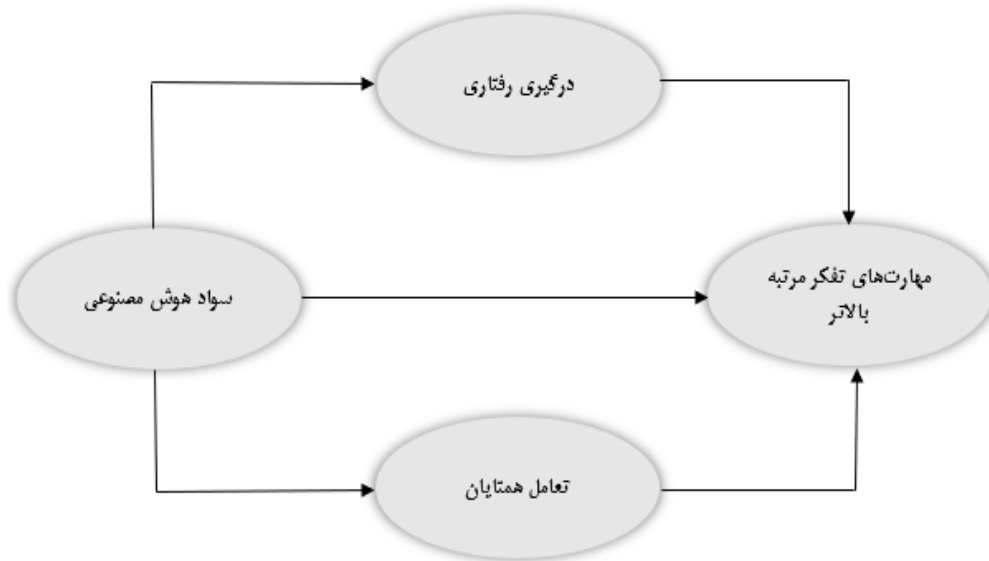 درگیری رفتاری
سواد هوش مصنوعی
مهارت‌های تفکر مرتبه
بالاتر
تعامل همتایان